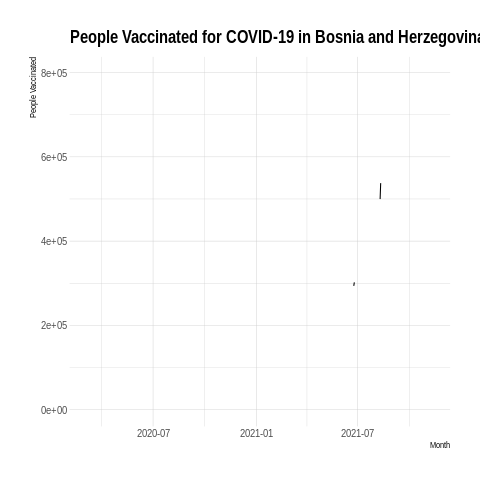 People Vaccinated for COVID-19 in Bosnia and Herzegovina
People Vaccinated
8e+05
6e+05
4e+05
2e+05
0e+00
2020-07
2021-01
2021-07
Month